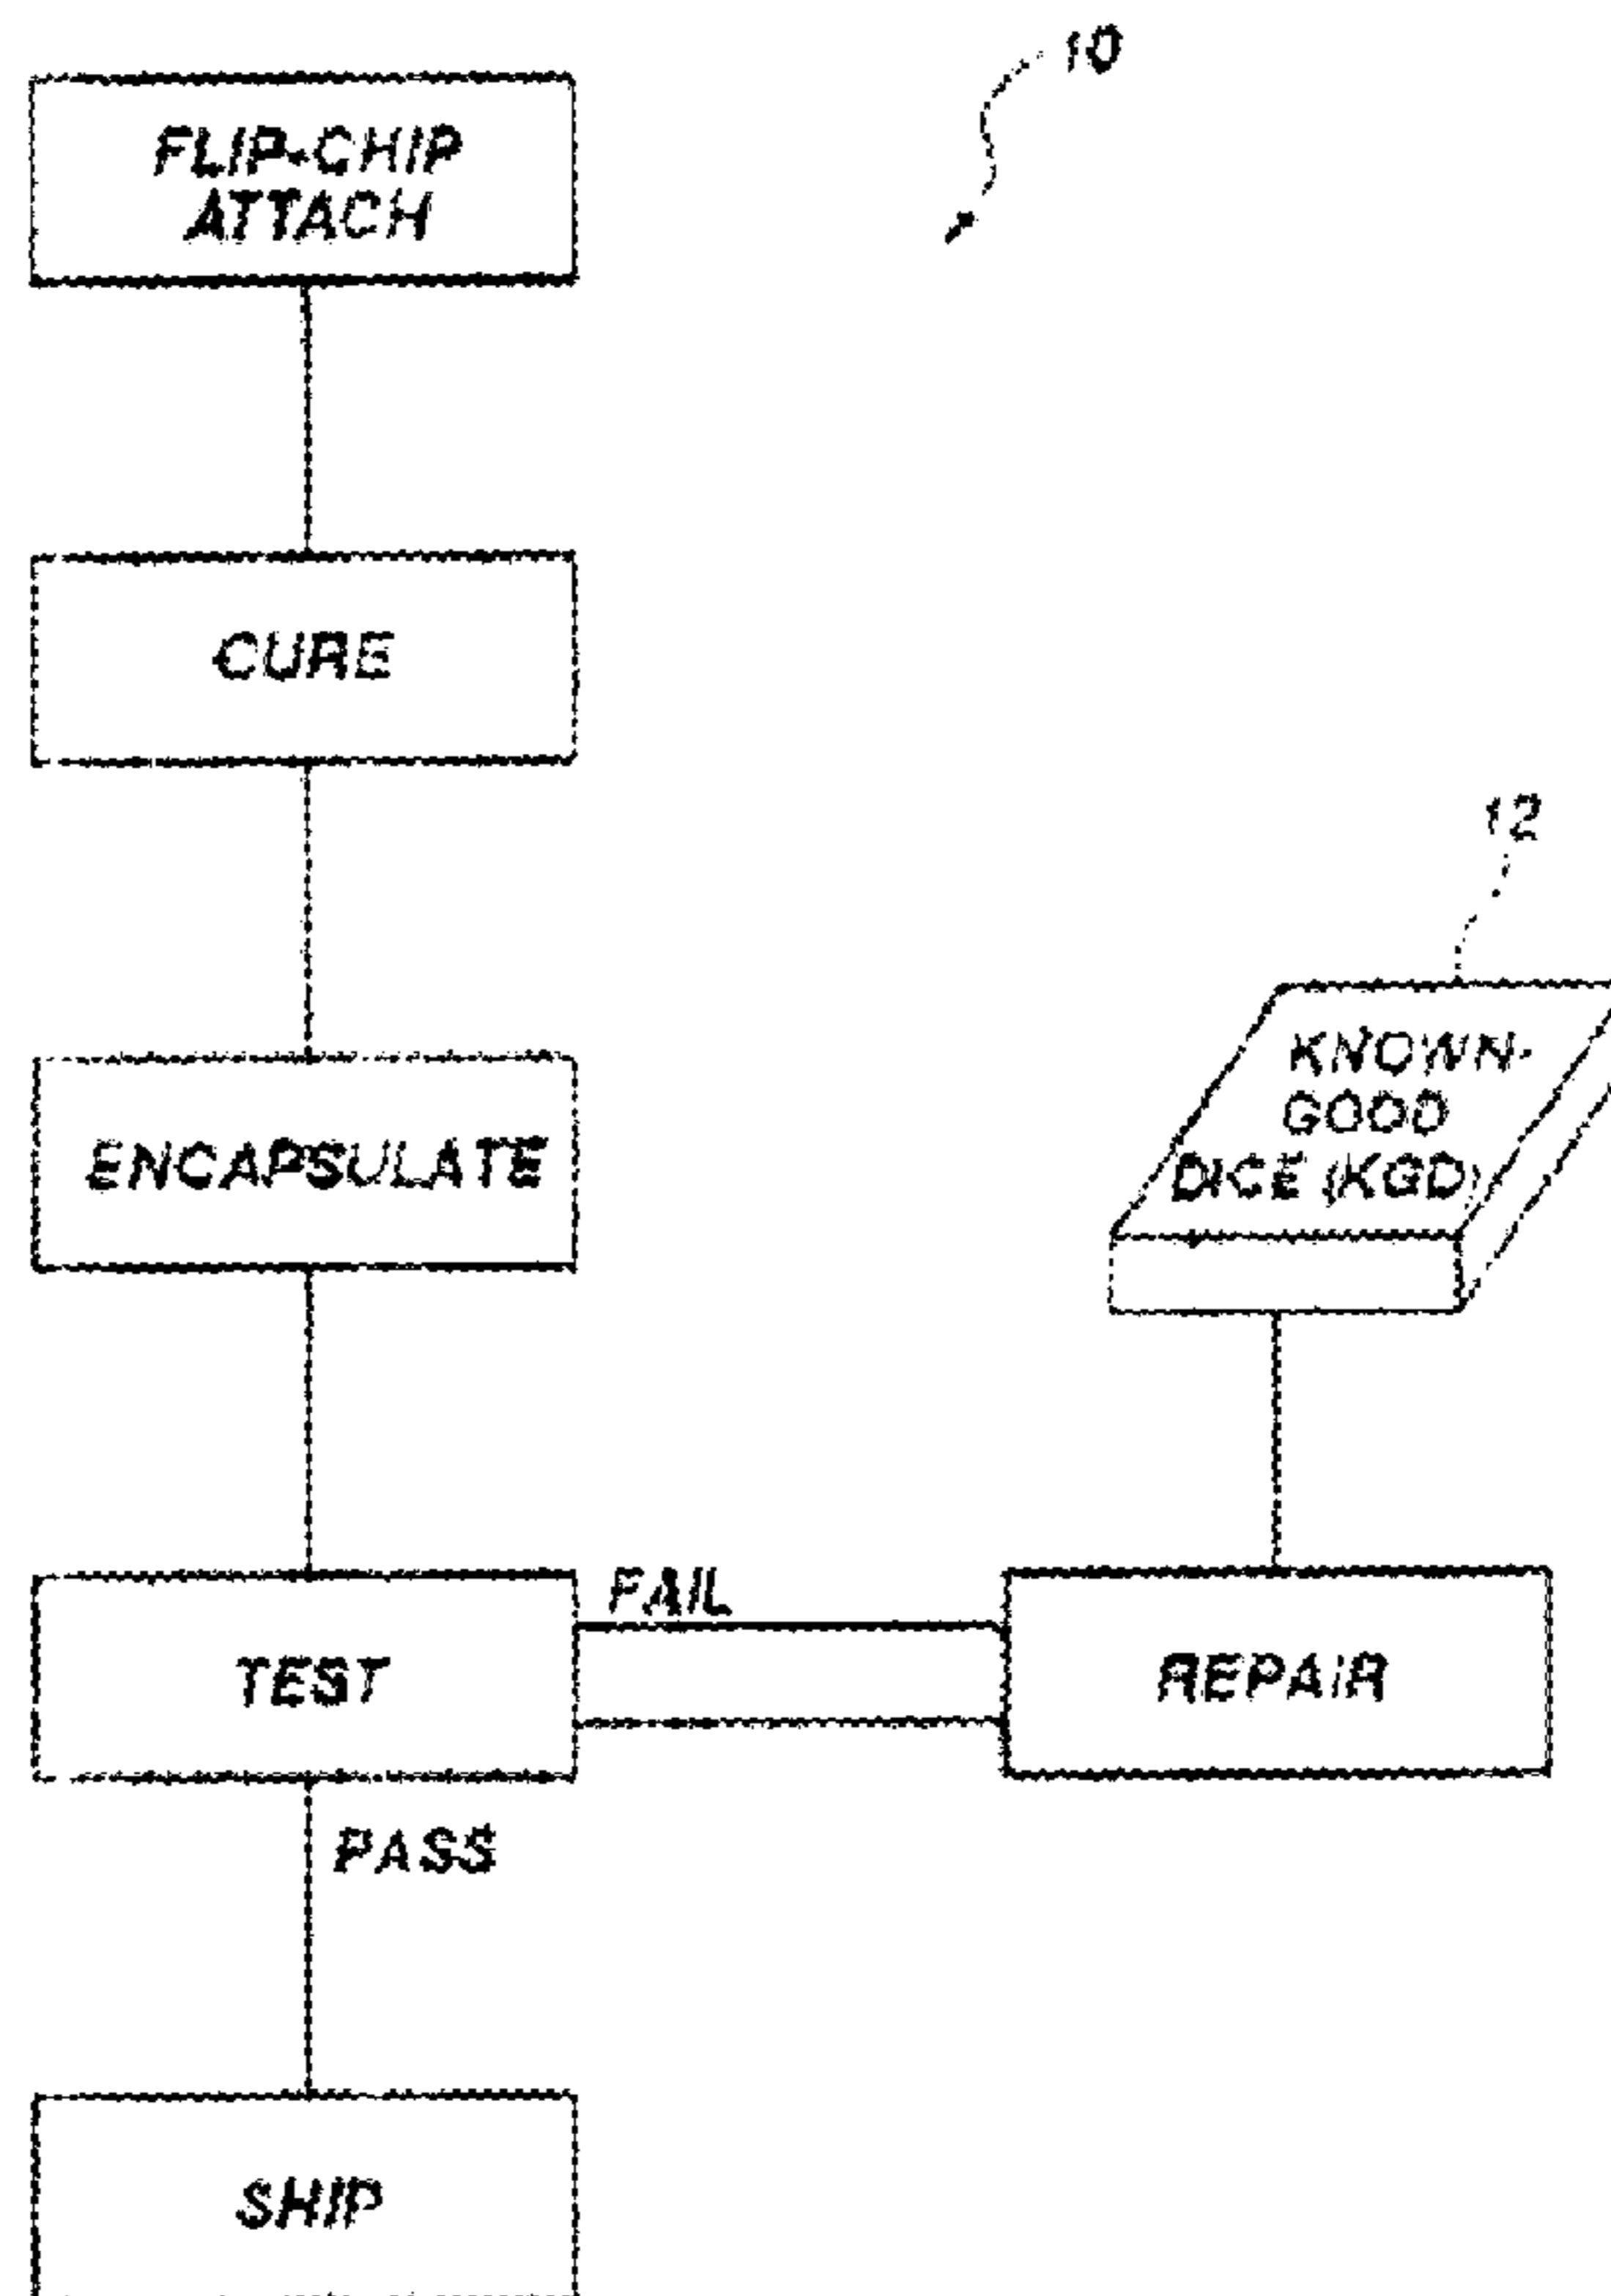 10
FLIP-CHIP
ATTACH
CURE
12
KNOWN-
GOOD
DICE (KGD)
ENCAPSULATE
FAIL
TEST
REPAIR
PASS
SHIP